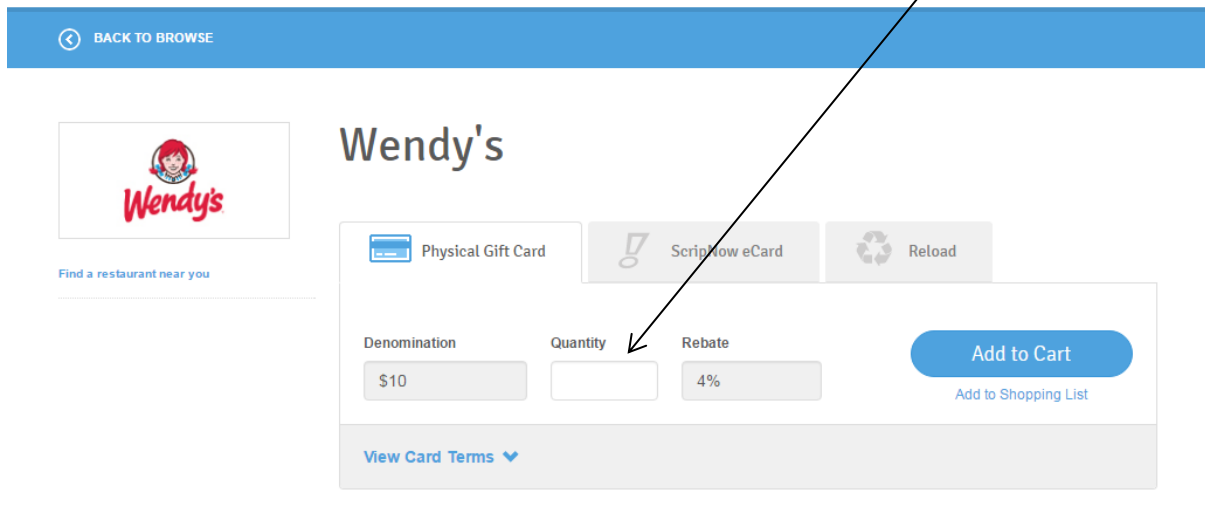 BACK TO BROWSE
Wendy's
Wendy's
Find a restaurant near you
Physical Gift Card
ScripNow eCard
Reload
Denomination Quantity Rebate
$10 4%
Add to Cart
Add to Shopping List
View Card Terms